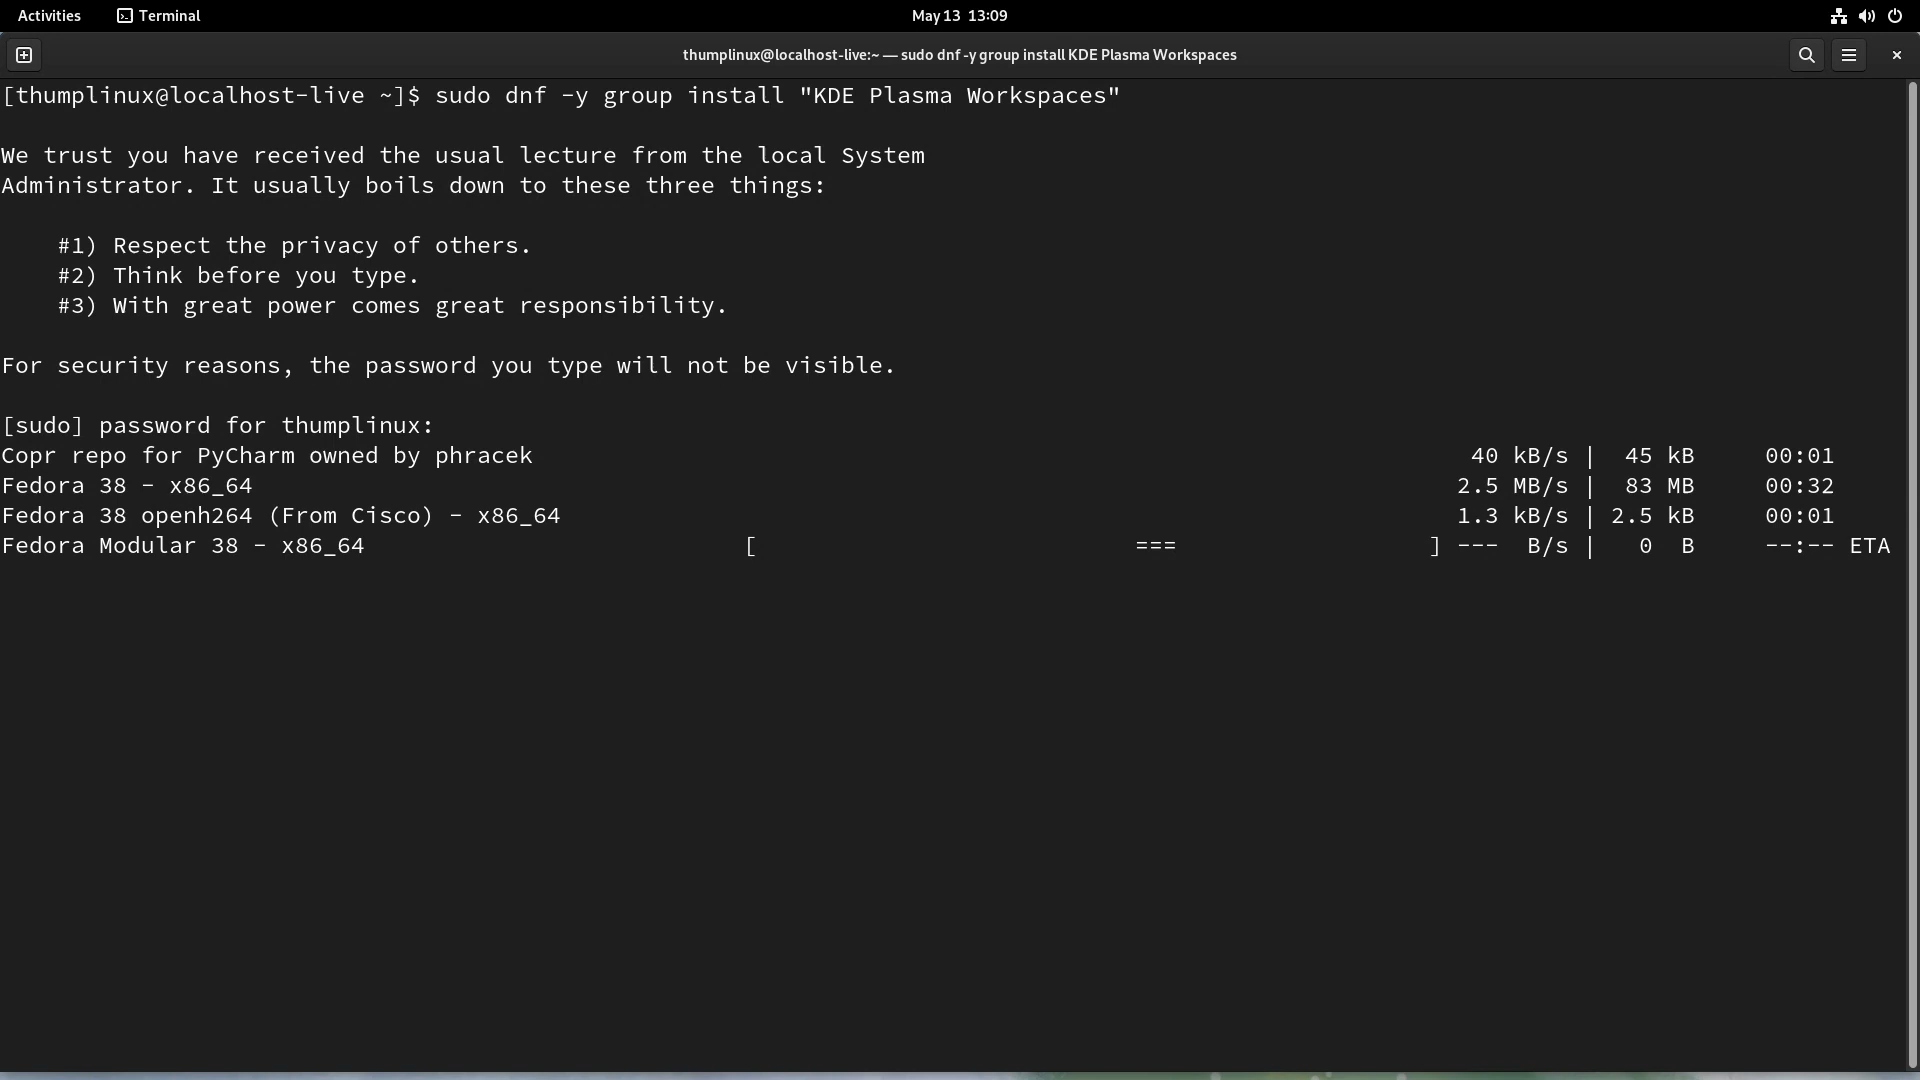 Activities Terminal May 13 13:09
thumplinux@localhost-live:~ — sudo dnf -y group install KDE Plasma Workspaces
[thumplinux@localhost-live ~]$ sudo dnf -y group install "KDE Plasma Workspaces"
We trust you have received the usual lecture from the local System
Administrator. It usually boils down to these three things:
#1) Respect the privacy of others.
#2) Think before you type.
#3) With great power comes great responsibility.
For security reasons, the password you type will not be visible.
[sudo] password for thumplinux:
Copr repo for PyCharm owned by phracek 40 kB/s | 45 kB 00:01
Fedora 38 - x86_64 2.5 MB/s | 83 MB 00:32
Fedora 38 openh264 (From Cisco) - x86_64 1.3 kB/s | 2.5 kB 00:01
Fedora Modular 38 - x86_64 [ === ] --- B/s | 0 B --:-- ETA